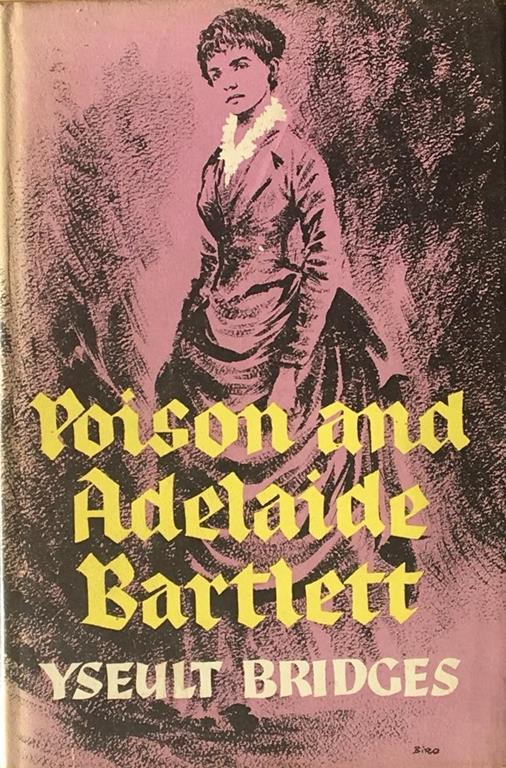 Poison and
Adelaide
Bartlett
YSEULT BRIDGES
BIRO